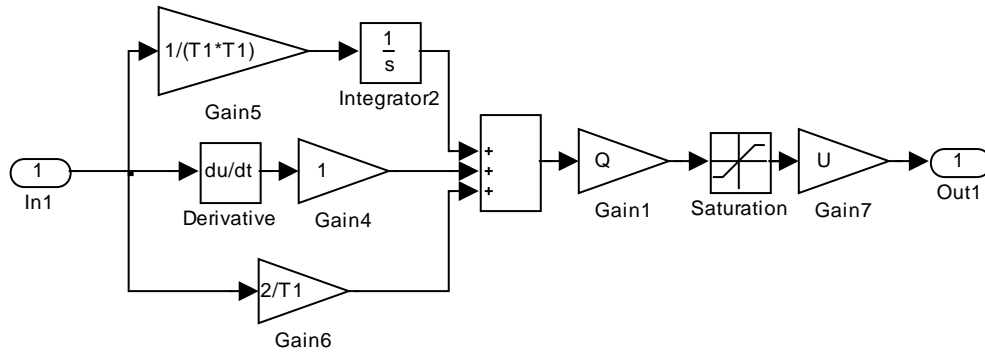 1/(T1*T1)
Gain5
1
s
Integrator2
1
In1
du/dt
Derivative
1
Gain4
+
+
+
Q
Gain1
Saturation
U
Gain7
1
Out1
2/T1
Gain6